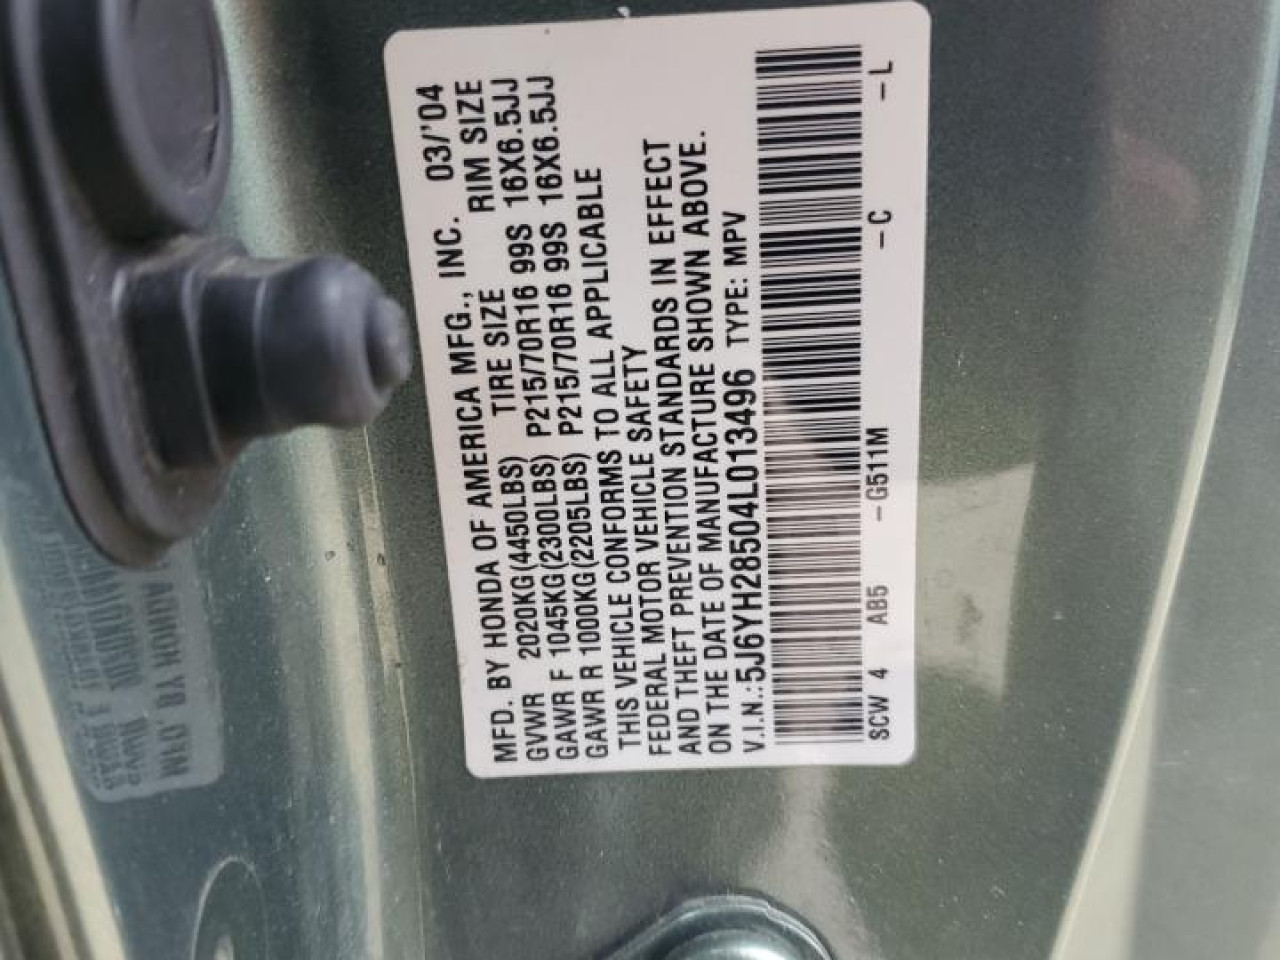 MFD. BY HONDA OF AMERICA MFG., INC. 03/'04
GVWR 2020KG(4450LBS) TIRE SIZE RIM SIZE
GAWR F 1045KG(2300LBS) P215/70R16 99S 16X6.5JJ
GAWR R 1000KG(2205LBS) P215/70R16 99S 16X6.5JJ
THIS VEHICLE CONFORMS TO ALL APPLICABLE
FEDERAL MOTOR VEHICLE SAFETY
AND THEFT PREVENTION STANDARDS IN EFFECT
ON THE DATE OF MANUFACTURE SHOWN ABOVE.
V.I.N.:5J6YH28504L013496 TYPE: MPV
SCW 4 AB5 -G511M -C -L